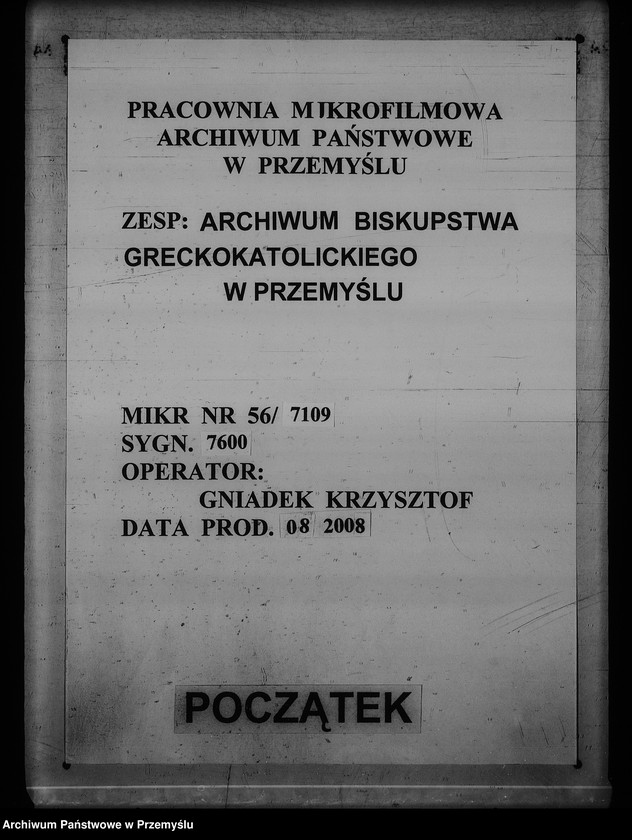 PRACOWNIA MIKROFILMOWA
ARCHIWUM PAŃSTWOWE
W PRZEMYŚLU
ZESP: ARCHIWUM BISKUPSTWA
GRECKOKATOLICKIEGO
W PRZEMYŚLU
MIKR NR 56/ 7109
SYGN. 7600
OPERATOR:
GNIADEK KRZYSZTOF
DATA PROD. 08 2008
POCZĄTEK
Archiwum Państwowe w Przemyślu